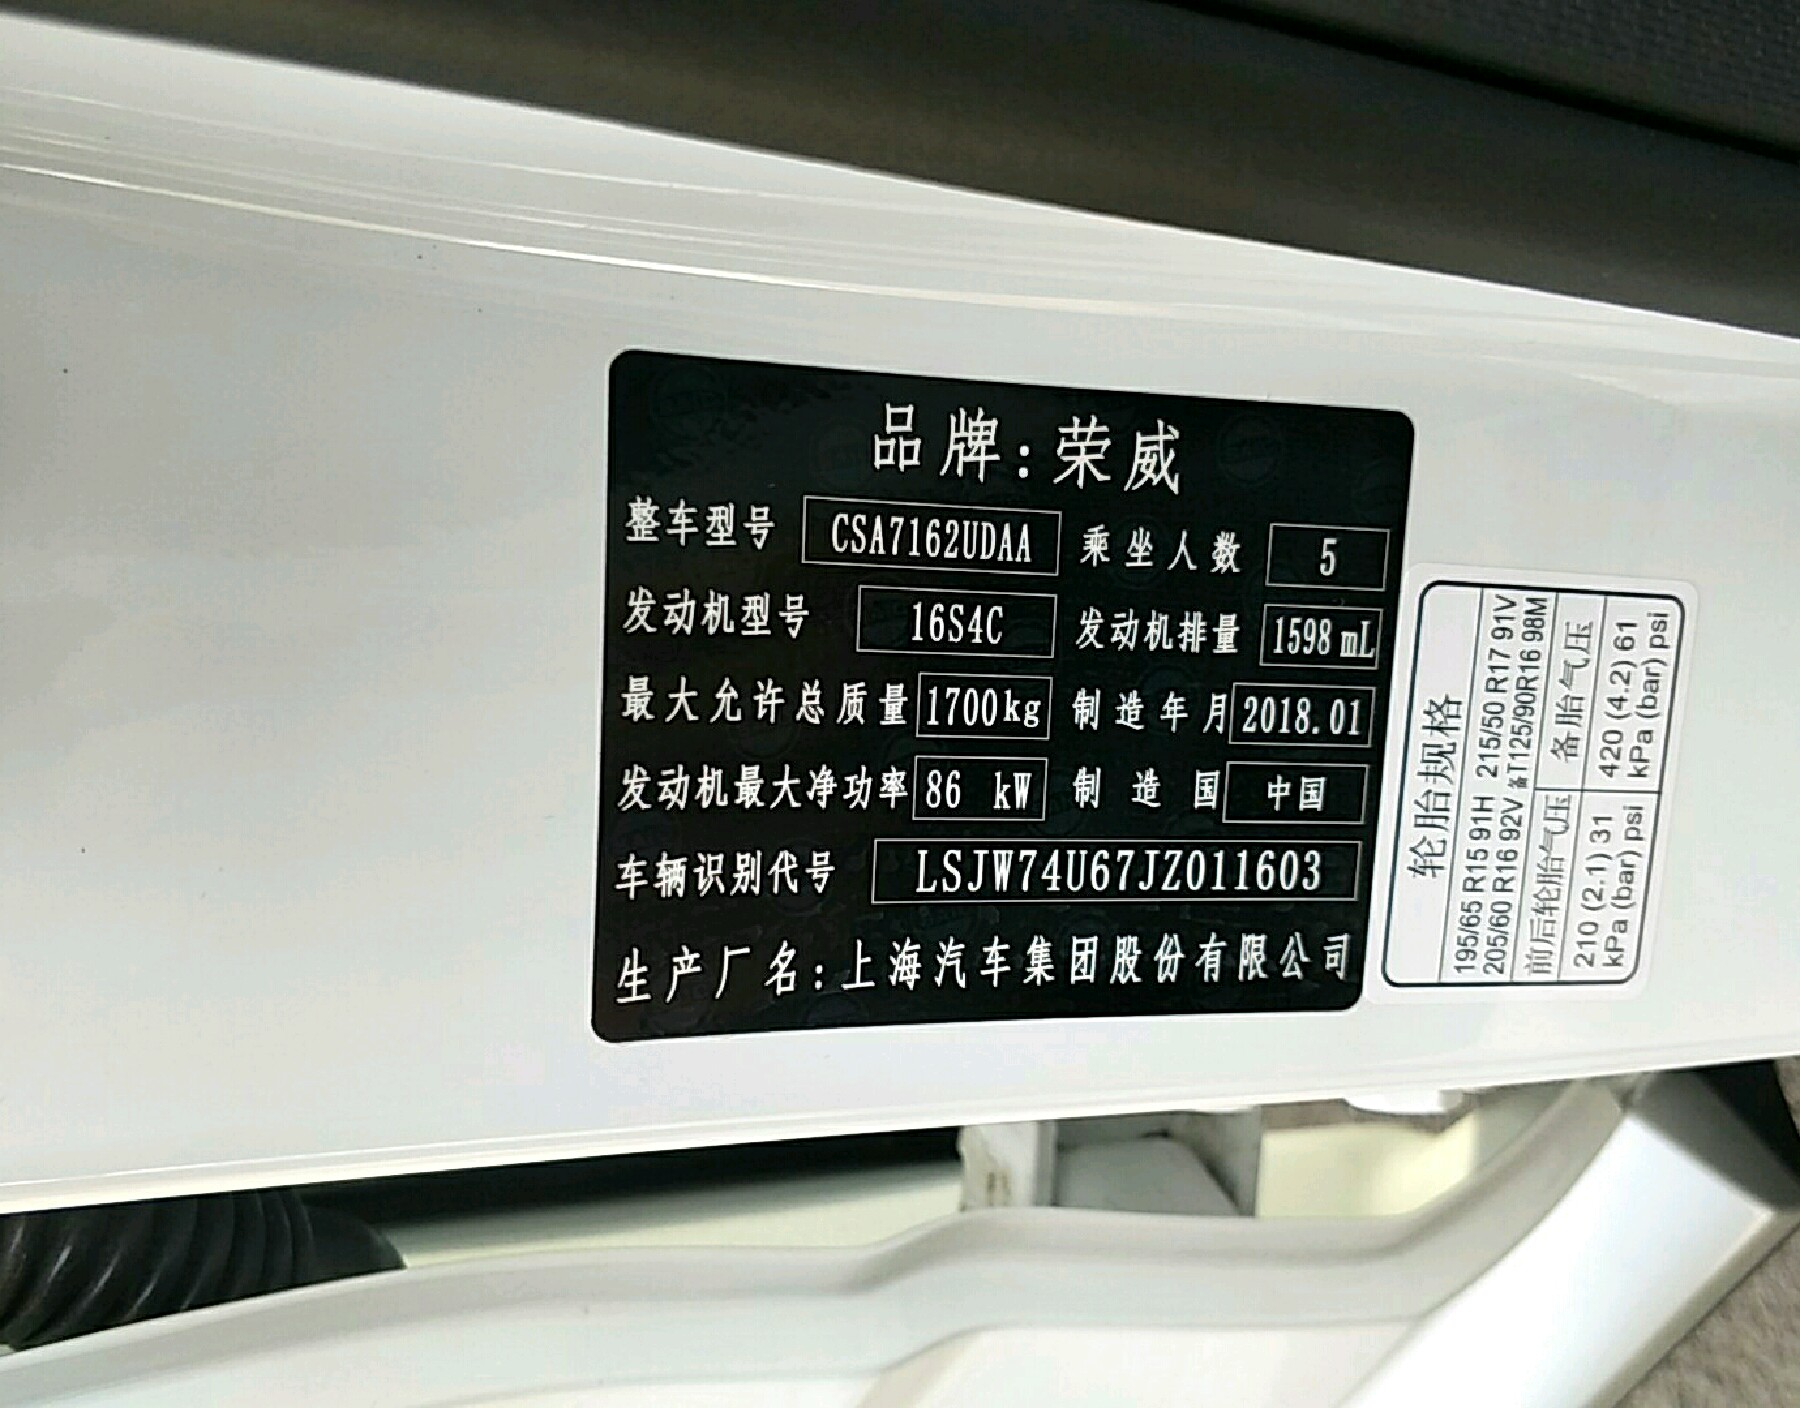 品牌:荣威
整车型号 CSA7162UDAA 乘坐人数 5
发动机型号 16S4C 发动机排量 1598 mL
最大允许总质量 1700kg 制造年月 2018.01
发动机最大净功率 86 kW 制造国 中国
车辆识别代号 LSJW74U67JZ011603
生产厂名:上海汽车集团股份有限公司
轮胎规格
195/65 R15 91H 215/50 R17 91V
205/60 R16 92V 备T125/90R16 98M
前后轮胎气压 备胎气压
210 (2.1) 31 420 (4.2) 61
kPa (bar) psi kPa (bar) psi